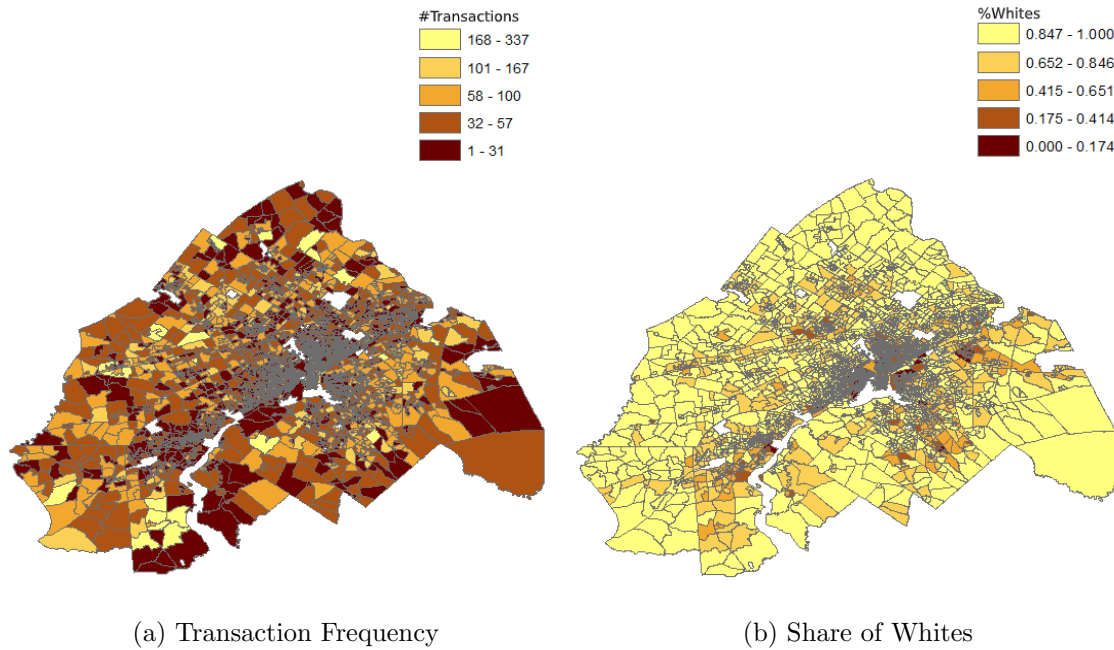 #Transactions
168 - 337
101 - 167
58 - 100
32 - 57
1 - 31
%Whites
0.847 - 1.000
0.652 - 0.846
0.415 - 0.651
0.175 - 0.414
0.000 - 0.174
(a) Transaction Frequency
(b) Share of Whites